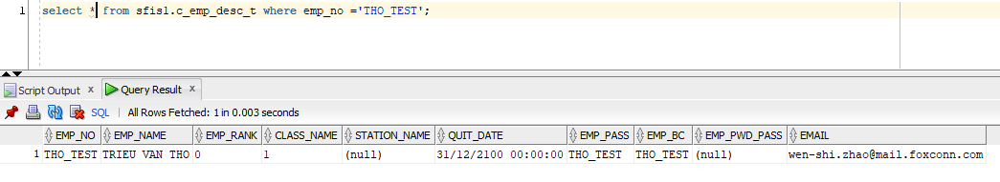 1 select * from sfis1.c_emp_desc_t where emp_no ='THO_TEST';
Script Output x Query Result x
SQL | All Rows Fetched: 1 in 0.003 seconds
EMP_NO EMP_NAME EMP_RANK CLASS_NAME STATION_NAME QUIT_DATE EMP_PASS EMP_BC EMP_PWD_PASS EMAIL
1 THO_TEST TRIEU VAN THO 0 1 (null) 31/12/2100 00:00:00 THO_TEST THO_TEST (null) wen-shi.zhao@mail.foxconn.com